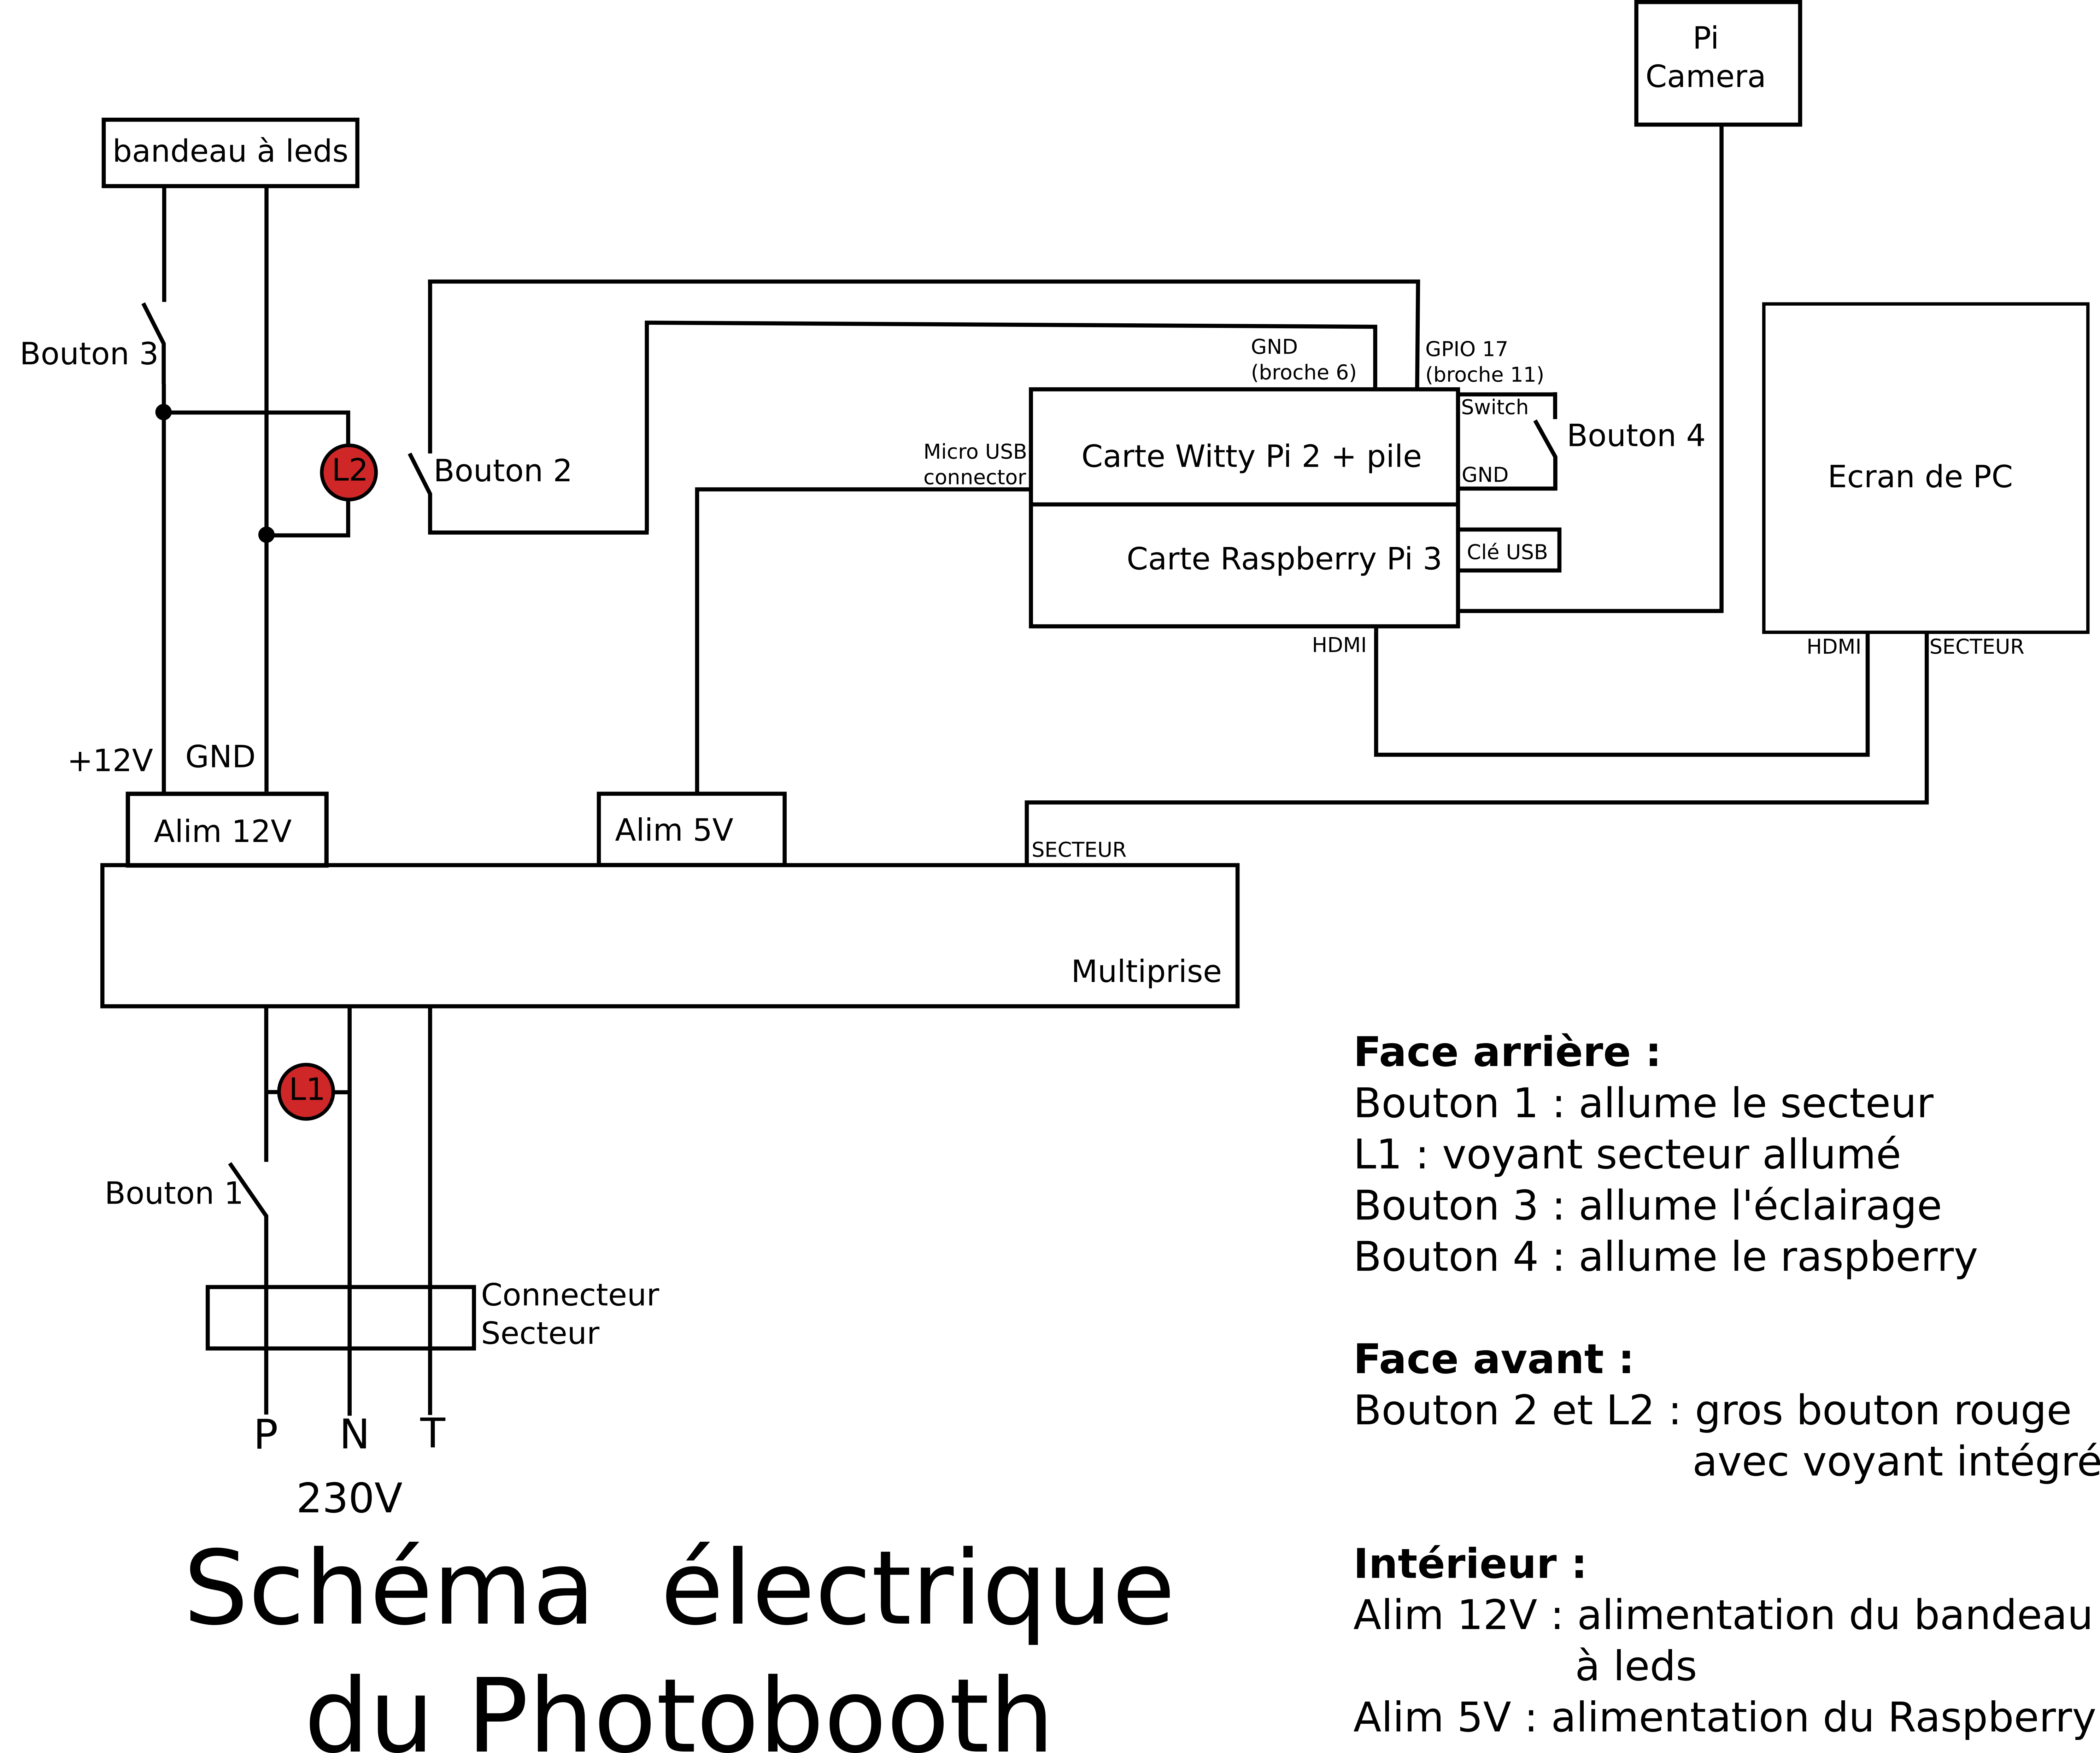 Pi
Camera
bandeau à leds
Bouton 3
GND
(broche 6)
GPIO 17
(broche 11)
Switch
Bouton 4
Micro USB
connector
Carte Witty Pi 2 + pile
GND
L2
Bouton 2
Ecran de PC
Carte Raspberry Pi 3
Clé USB
HDMI
HDMI
SECTEUR
+12V
GND
Alim 12V
Alim 5V
SECTEUR
Multiprise
L1
Bouton 1
Connecteur
Secteur
P
N
T
230V
Schéma électrique
du Photobooth
Face arrière :
Bouton 1 : allume le secteur
L1 : voyant secteur allumé
Bouton 3 : allume l'éclairage
Bouton 4 : allume le raspberry
Face avant :
Bouton 2 et L2 : gros bouton rouge
avec voyant intégré
Intérieur :
Alim 12V : alimentation du bandeau
à leds
Alim 5V : alimentation du Raspberry